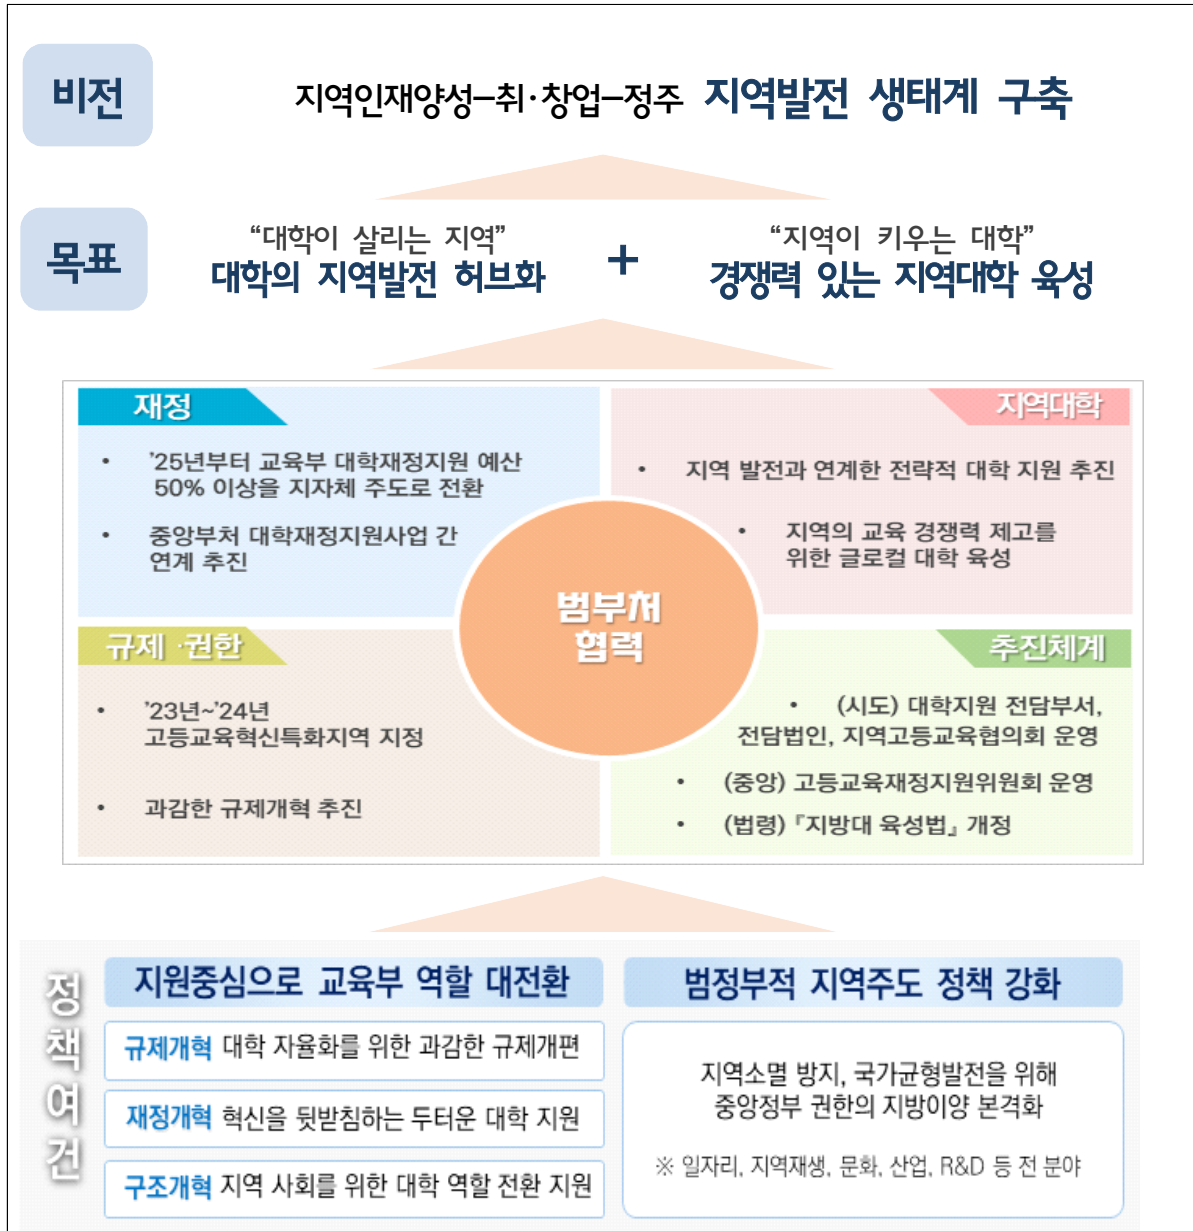 비전
지역인재양성–취·창업–정주 지역발전 생태계 구축
목표
“대학이 살리는 지역”
대학의 지역발전 허브화
+
“지역이 키우는 대학”
경쟁력 있는 지역대학 육성
재정
• ’25년부터 교육부 대학재정지원 예산
50% 이상을 지자체 주도로 전환
• 중앙부처 대학재정지원사업 간
연계 추진
지역대학
• 지역 발전과 연계한 전략적 대학 지원 추진
• 지역의 교육 경쟁력 제고를
위한 글로컬 대학 육성
범부처
협력
규제·권한
• ’23년~’24년
고등교육혁신특화지역 지정
• 과감한 규제개혁 추진
추진체계
• (시도) 대학지원 전담부서,
전담법인, 지역고등교육협의회 운영
• (중앙) 고등교육재정지원위원회 운영
• (법령)『지방대 육성법』개정
정책여건
지원중심으로 교육부 역할 대전환
규제개혁 대학 자율화를 위한 과감한 규제개편
재정개혁 혁신을 뒷받침하는 두터운 대학 지원
구조개혁 지역 사회를 위한 대학 역할 전환 지원
범정부적 지역주도 정책 강화
지역소멸 방지, 국가균형발전을 위해
중앙정부 권한의 지방이양 본격화
※ 일자리, 지역재생, 문화, 산업, R&D 등 전 분야